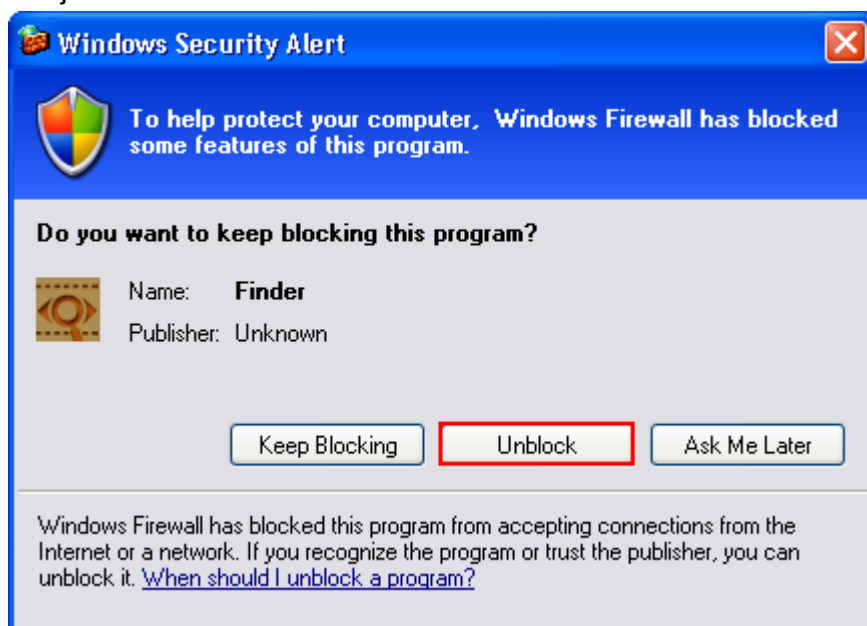 Windows Security Alert
To help protect your computer, Windows Firewall has blocked
some features of this program.
Do you want to keep blocking this program?
Name: Finder
Publisher: Unknown
Keep Blocking Unblock Ask Me Later
Windows Firewall has blocked this program from accepting connections from the
Internet or a network. If you recognize the program or trust the publisher, you can
unblock it. When should I unblock a program?